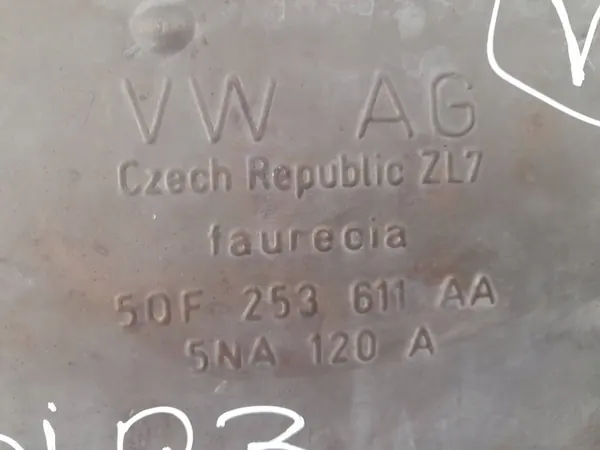 VW AG
Czech Republic ZL7
faurecia
5QF 253 611 AA
5NA 120 A